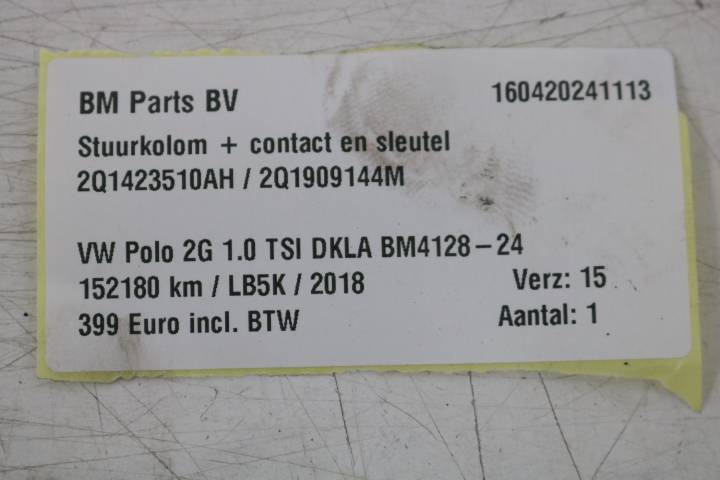 BM Parts BV 160420241113
Stuurkolom + contact en sleutel
2Q1423510AH / 2Q1909144M
VW Polo 2G 1.0 TSI DKLA BM4128-24
152180 km / LB5K / 2018 Verz: 15
399 Euro incl. BTW Aantal: 1